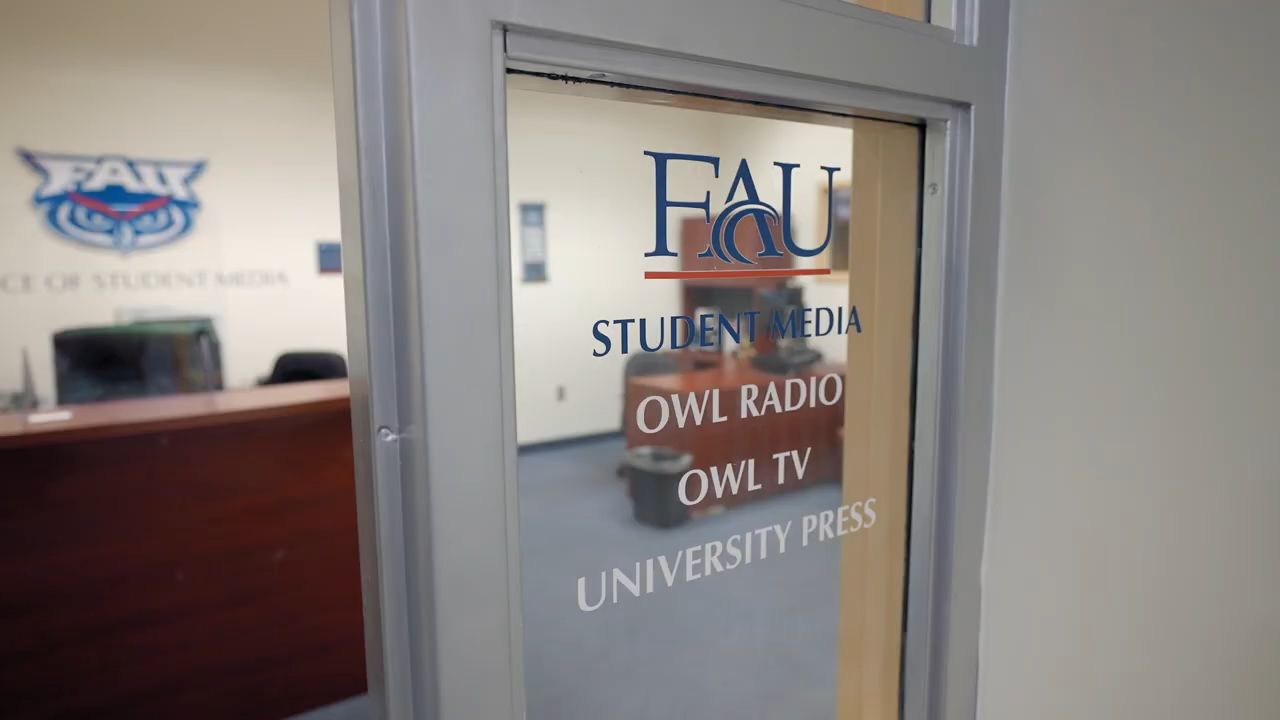 FAU
CE OF STUDENT MEDIA
FAU
STUDENT MEDIA
OWL RADIO
OWL TV
UNIVERSITY PRESS